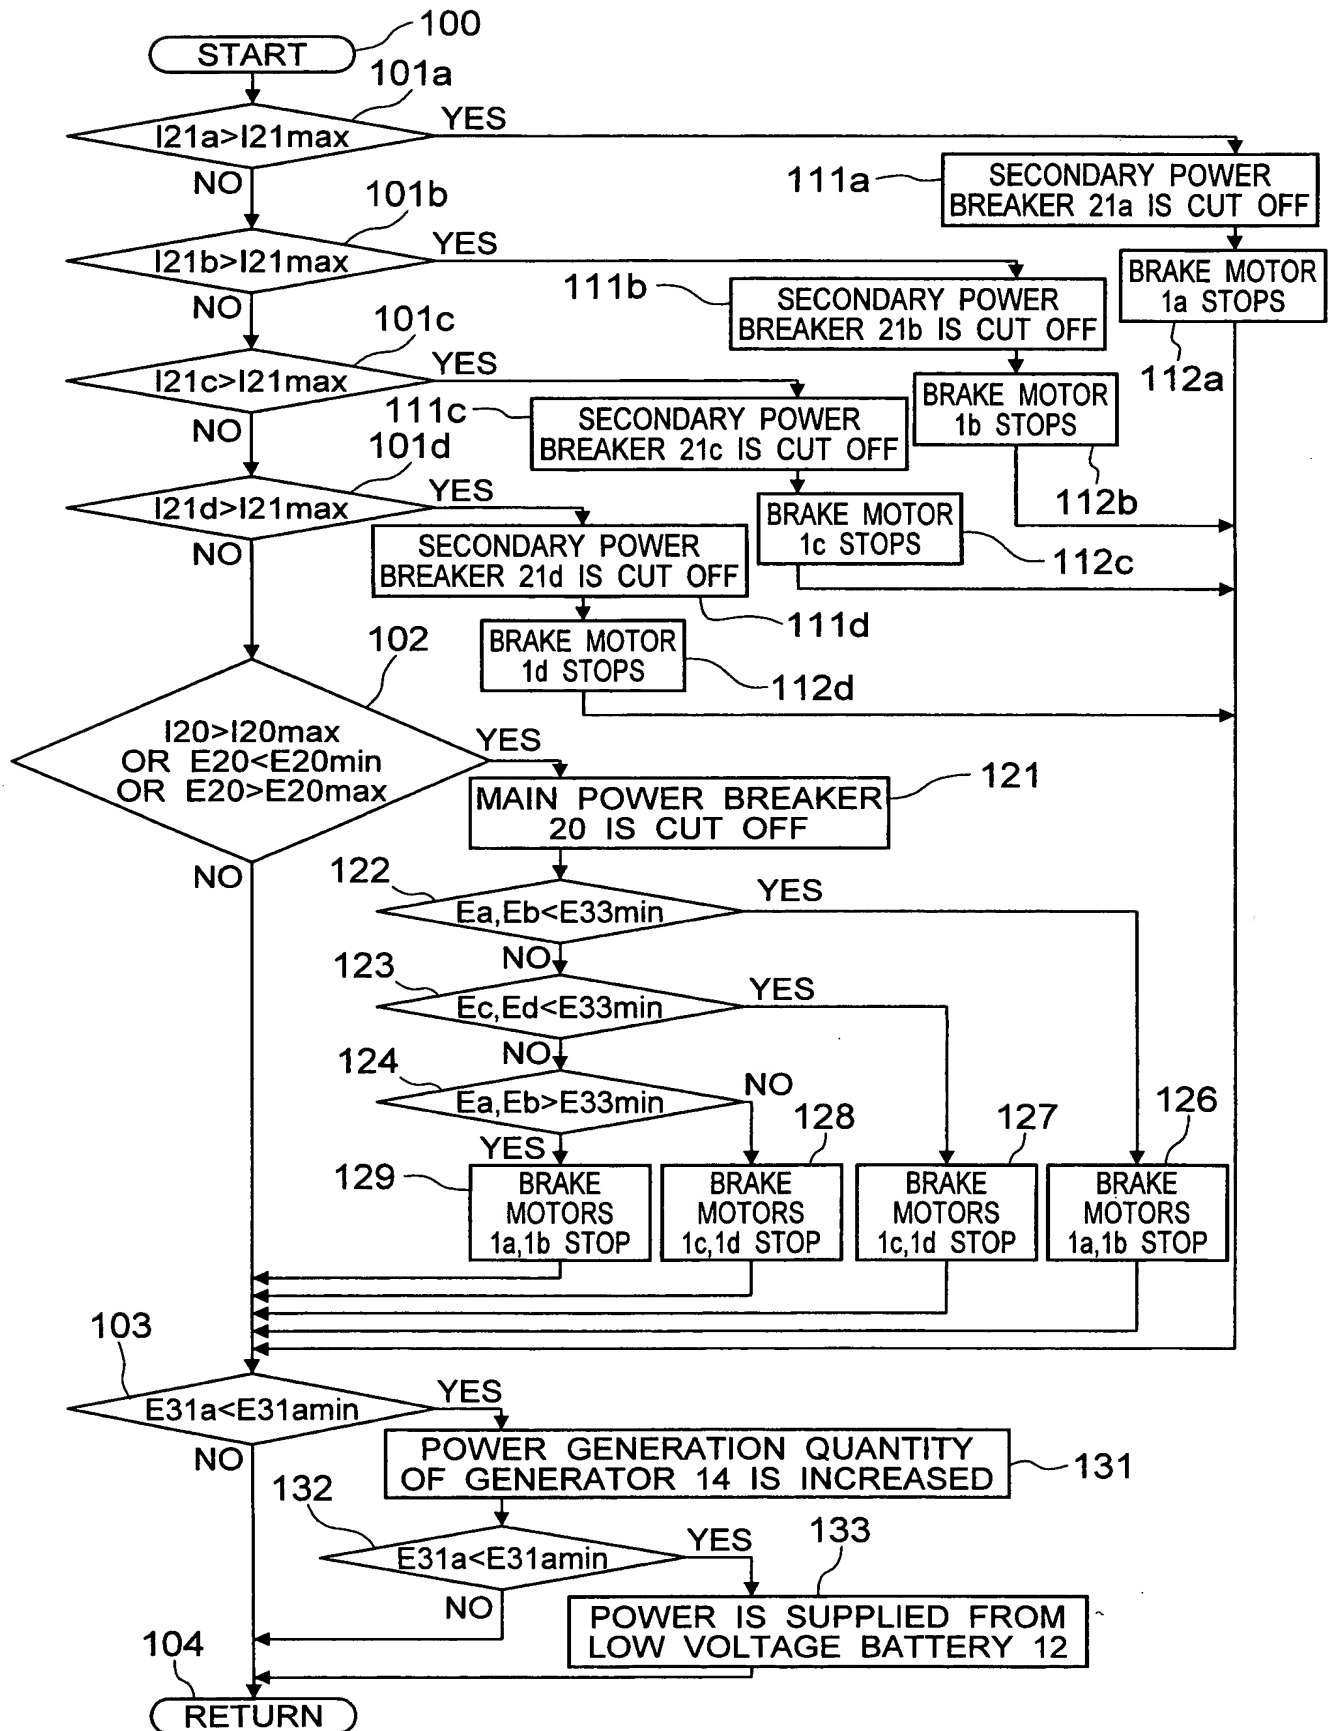 100
START
101a
I21a>I21max
YES
NO
111a
SECONDARY POWER
BREAKER 21a IS CUT OFF
BRAKE MOTOR
1a STOPS
112a
101b
I21b>I21max
YES
NO
111b
SECONDARY POWER
BREAKER 21b IS CUT OFF
BRAKE MOTOR
1b STOPS
112b
101c
I21c>I21max
YES
NO
111c
SECONDARY POWER
BREAKER 21c IS CUT OFF
BRAKE MOTOR
1c STOPS
112c
101d
I21d>I21max
YES
NO
SECONDARY POWER
BREAKER 21d IS CUT OFF
111d
BRAKE MOTOR
1d STOPS
112d
102
I20>I20max
OR E20<E20min
OR E20>E20max
YES
NO
MAIN POWER BREAKER
20 IS CUT OFF
121
122
Ea,Eb<E33min
YES
NO
123
Ec,Ed<E33min
YES
NO
124
Ea,Eb>E33min
NO
YES
129
BRAKE
MOTORS
1a,1b STOP
128
BRAKE
MOTORS
1c,1d STOP
127
BRAKE
MOTORS
1c,1d STOP
126
BRAKE
MOTORS
1a,1b STOP
103
E31a<E31amin
YES
NO
POWER GENERATION QUANTITY
OF GENERATOR 14 IS INCREASED
131
132
E31a<E31amin
YES
NO
133
POWER IS SUPPLIED FROM
LOW VOLTAGE BATTERY 12
104
RETURN